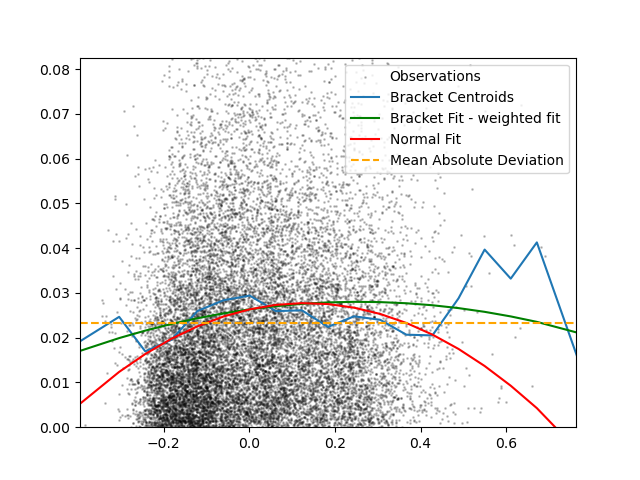 0.08
0.07
0.06
0.05
0.04
0.03
0.02
0.01
0.00
−0.2 0.0 0.2 0.4 0.6
Observations
Bracket Centroids
Bracket Fit - weighted fit
Normal Fit
Mean Absolute Deviation